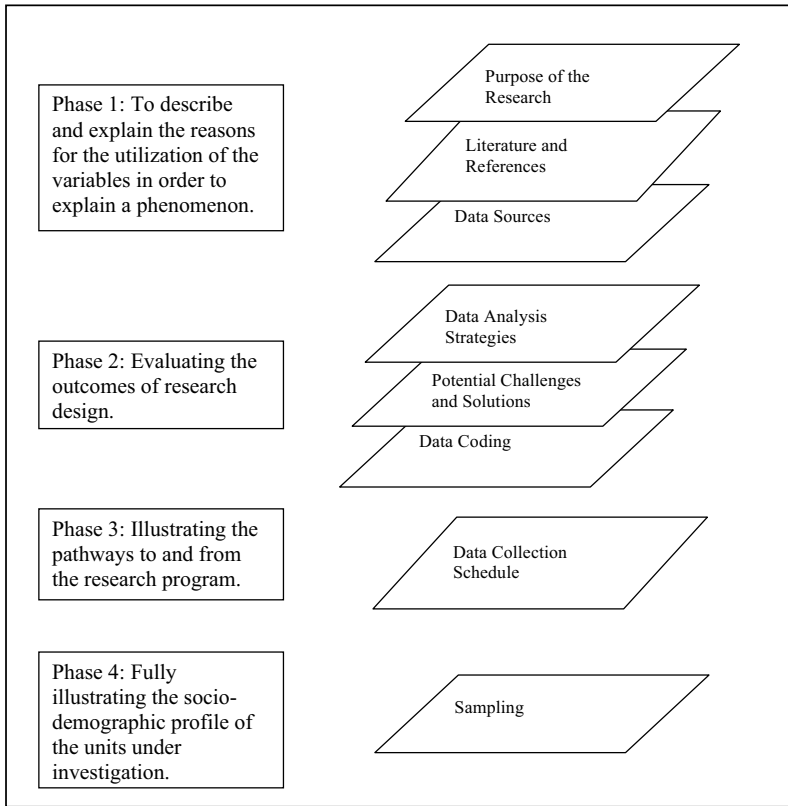 Purpose of the
Research
Phase 1: To describe
and explain the reasons
for the utilization of the
variables in order to
explain a phenomenon.
Literature and
References
Data Sources
Data Analysis
Strategies
Phase 2: Evaluating the
outcomes of research
design.
Potential Challenges
and Solutions
Data Coding
Phase 3: Illustrating the
pathways to and from
the research program.
Data Collection
Schedule
Phase 4: Fully
illustrating the socio-
demographic profile of
the units under
investigation.
Sampling